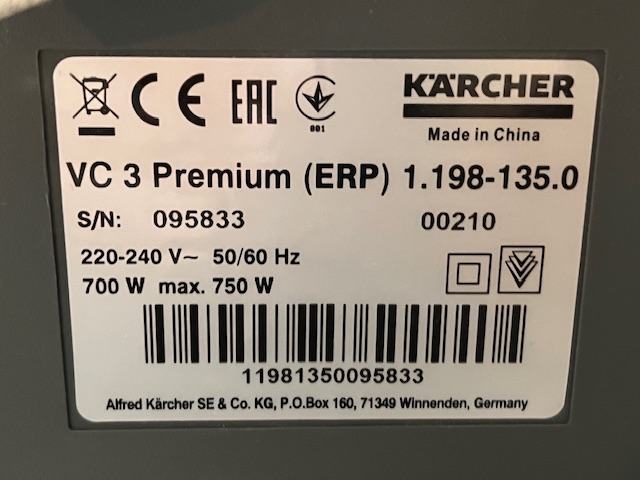 CE EAC 001 KÄRCHER
Made in China
VC 3 Premium (ERP) 1.198-135.0
S/N: 095833 00210
220-240 V~ 50/60 Hz
700 W max. 750 W
11981350095833
Alfred Kärcher SE & Co. KG, P.O.Box 160, 71349 Winnenden, Germany